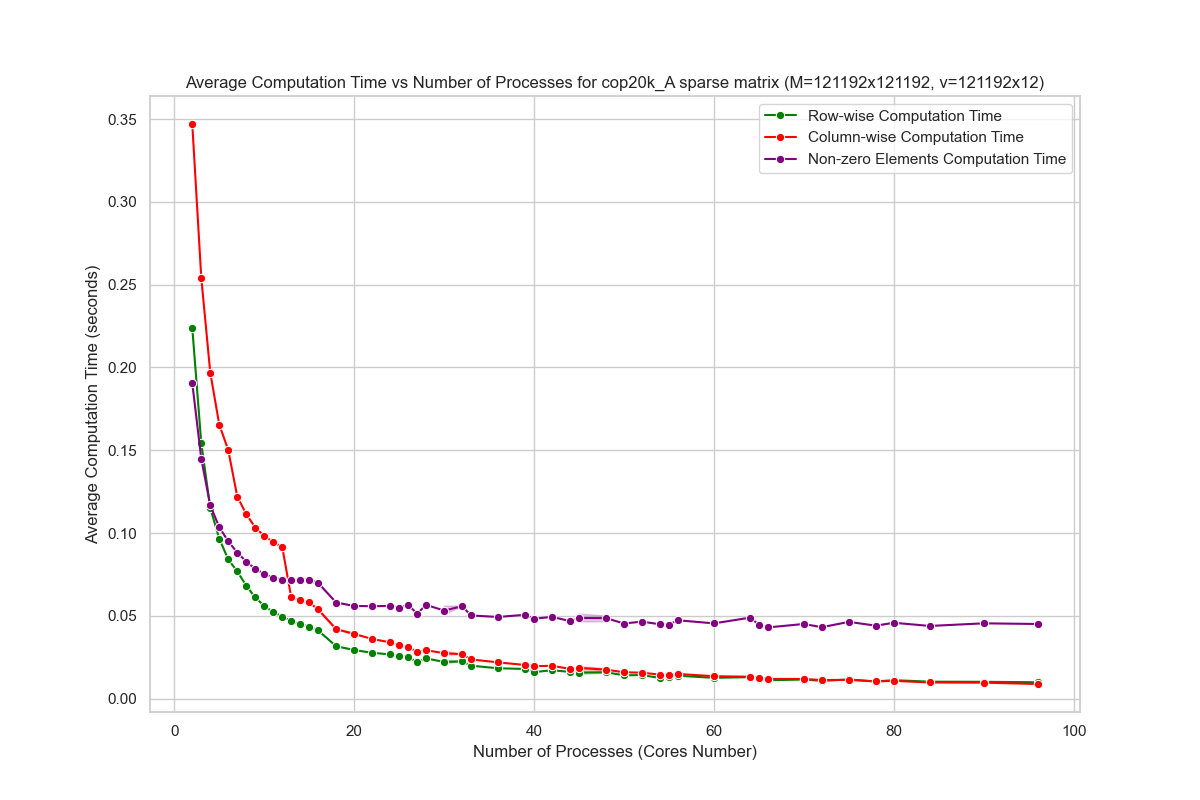 Average Computation Time vs Number of Processes for cop20k_A sparse matrix (M=121192x121192, v=121192x12)
Row-wise Computation Time
Column-wise Computation Time
Non-zero Elements Computation Time
Average Computation Time (seconds)
0.35
0.30
0.25
0.20
0.15
0.10
0.05
0.00
0 20 40 60 80 100
Number of Processes (Cores Number)